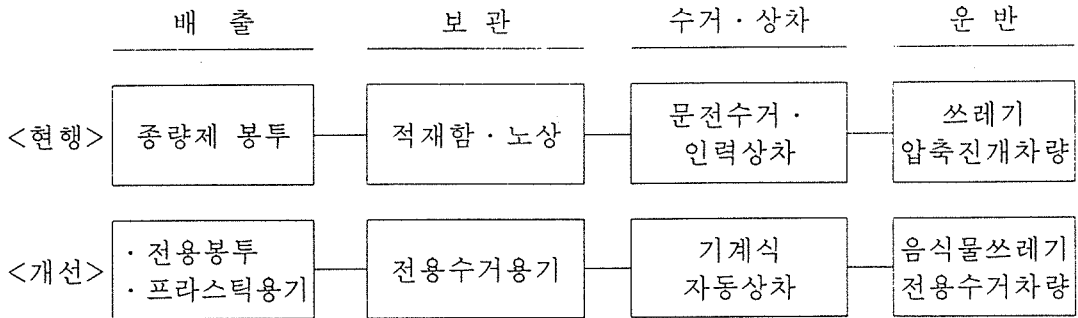 배 출 보 관 수거·상차 운 반
<현행> 종량제 봉투 적재함·노상 문전수거· 인력상차 쓰레기 압축진개차량
<개선> ·전용봉투 ·프라스틱용기 전용수거용기 기계식 자동상차 음식물쓰레기 전용수거차량